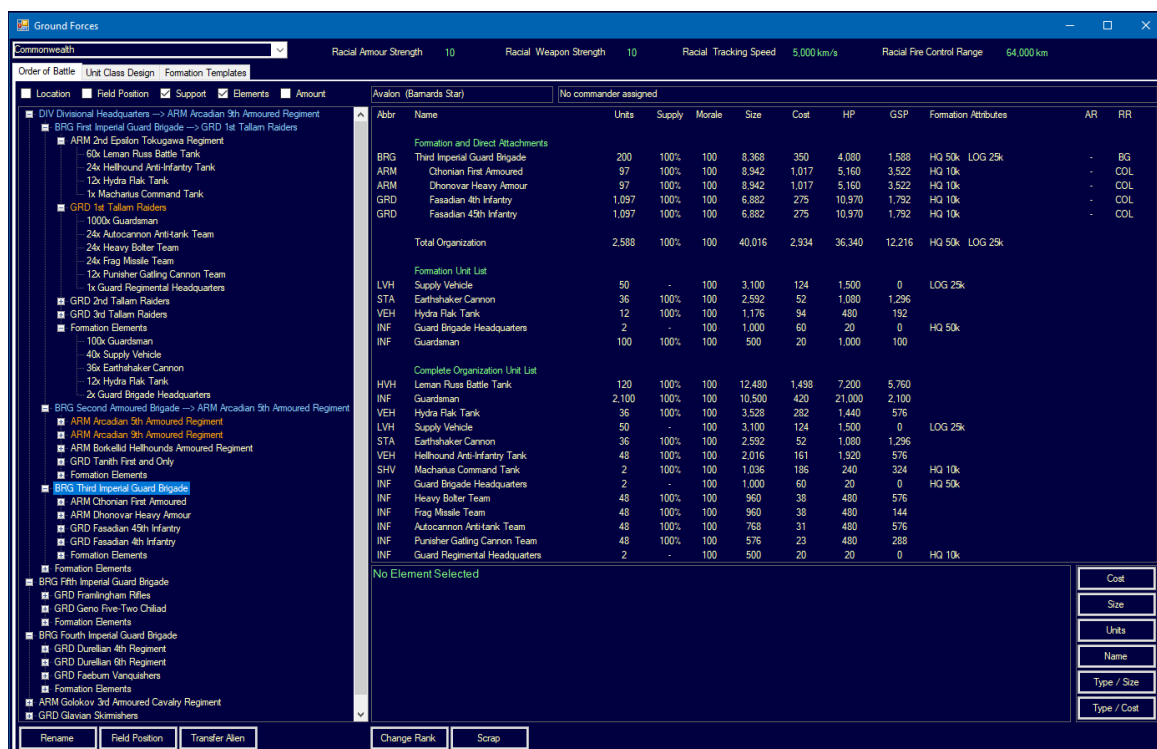 Ground Forces
Commonwealth Racial Armour Strength 10 Racial Weapon Strength 10 Racial Tracking Speed 5,000 km/s Racial Fire Control Range 64,000 km
Order of Battle Unit Class Design Formation Templates
Location Field Position Support Elements Amount
DIV Divisional Headquarters ---> ARM Arcadian 9th Armoured Regiment
BRG First Imperial Guard Brigade ---> GRD 1st Tallam Raiders
ARM 2nd Epsilon Tokugawa Regiment
60x Leman Russ Battle Tank
24x Hellhound Anti-Infantry Tank
12x Hydra Flak Tank
1x Macharius Command Tank
GRD 1st Tallam Raiders
1000x Guardsman
24x Autocannon Anti-tank Team
24x Heavy Bolter Team
24x Frag Missile Team
12x Punisher Gatling Cannon Team
1x Guard Regimental Headquarters
GRD 2nd Tallam Raiders
GRD 3rd Tallam Raiders
Formation Elements
100x Guardsman
40x Supply Vehicle
36x Earthshaker Cannon
12x Hydra Flak Tank
2x Guard Brigade Headquarters
BRG Second Armoured Brigade ---> ARM Arcadian 5th Armoured Regiment
ARM Arcadian 5th Armoured Regiment
ARM Arcadian 9th Armoured Regiment
ARM Borkellid Hellhounds Armoured Regiment
GRD Tanith First and Only
Formation Elements
BRG Third Imperial Guard Brigade
ARM Cthonian First Armoured
ARM Dhonovar Heavy Armour
GRD Fasadian 45th Infantry
GRD Fasadian 4th Infantry
Formation Elements
Formation Elements
BRG Fifth Imperial Guard Brigade
GRD Framlingham Rifles
GRD Geno Five-Two Chiliad
Formation Elements
BRG Fourth Imperial Guard Brigade
GRD Durellian 4th Regiment
GRD Durellian 6th Regiment
GRD Faeburn Vanquishers
Formation Elements
ARM Golokov 3rd Armoured Cavalry Regiment
GRD Glavian Skirmishers
Avalon (Barnards Star) No commander assigned
Abbr Name Units Supply Morale Size Cost HP GSP Formation Attributes AR RR
Formation and Direct Attachments
BRG Third Imperial Guard Brigade 200 100% 100 8,368 350 4,080 1,588 HQ 50k LOG 25k - BG
ARM Cthonian First Armoured 97 100% 100 8,942 1,017 5,160 3,522 HQ 10k - COL
ARM Dhonovar Heavy Armour 97 100% 100 8,942 1,017 5,160 3,522 HQ 10k - COL
GRD Fasadian 4th Infantry 1,097 100% 100 6,882 275 10,970 1,792 HQ 10k - COL
GRD Fasadian 45th Infantry 1,097 100% 100 6,882 275 10,970 1,792 HQ 10k - COL
Total Organization 2,588 100% 100 40,016 2,934 36,340 12,216 HQ 50k LOG 25k
Formation Unit List
LVH Supply Vehicle 50 - 100 3,100 124 1,500 0 LOG 25k
STA Earthshaker Cannon 36 100% 100 2,592 52 1,080 1,296
VEH Hydra Flak Tank 12 100% 100 1,176 94 480 192
INF Guard Brigade Headquarters 2 - 100 1,000 60 20 0 HQ 50k
INF Guardsman 100 100% 100 500 20 1,000 100
Complete Organization Unit List
HVH Leman Russ Battle Tank 120 100% 100 12,480 1,498 7,200 5,760
INF Guardsman 2,100 100% 100 10,500 420 21,000 2,100
VEH Hydra Flak Tank 36 100% 100 3,528 282 1,440 576
LVH Supply Vehicle 50 - 100 3,100 124 1,500 0 LOG 25k
STA Earthshaker Cannon 36 100% 100 2,592 52 1,080 1,296
VEH Hellhound Anti-Infantry Tank 48 100% 100 2,016 161 1,920 576
SHV Macharius Command Tank 2 100% 100 1,036 186 240 324 HQ 10k
INF Guard Brigade Headquarters 2 - 100 1,000 60 20 0 HQ 50k
INF Heavy Bolter Team 48 100% 100 960 38 480 576
INF Frag Missile Team 48 100% 100 960 38 480 144
INF Autocannon Anti-tank Team 48 100% 100 768 31 480 576
INF Punisher Gatling Cannon Team 48 100% 100 576 23 480 288
INF Guard Regimental Headquarters 2 - 100 500 20 20 0 HQ 10k
No Element Selected
Cost
Size
Units
Name
Type / Size
Type / Cost
Rename Field Position Transfer Alien Change Rank Scrap